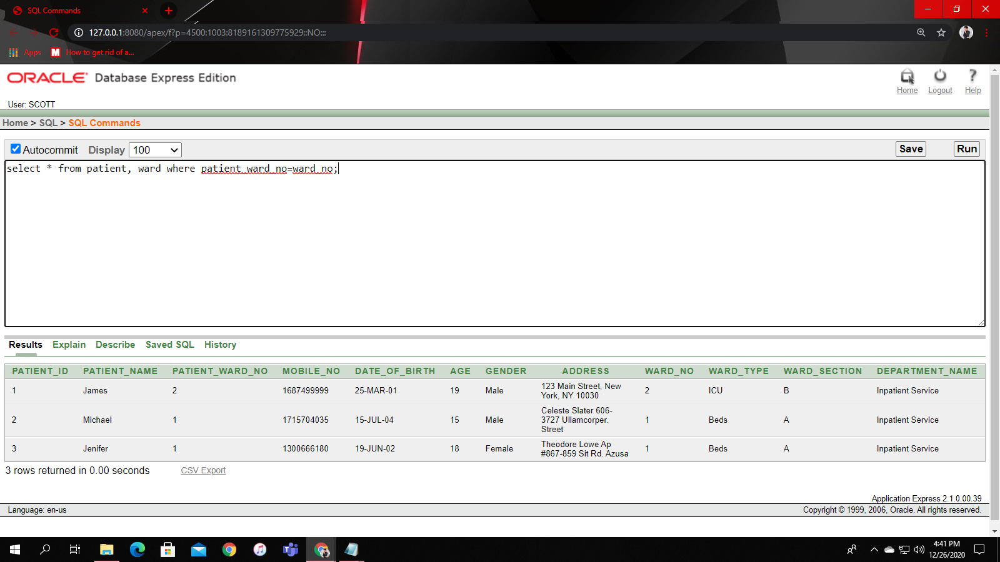 SQL Commands
127.0.0.1:8080/apex/f?p=4500:1003:8189161309775929::NO:::
Apps
M How to get rid of a...
ORACLE Database Express Edition
Home Logout Help
User: SCOTT
Home > SQL > SQL Commands
Autocommit Display 100 Save Run
select * from patient, ward where patient_ward_no=ward_no;
Results Explain Describe Saved SQL History
PATIENT_ID PATIENT_NAME PATIENT_WARD_NO MOBILE_NO DATE_OF_BIRTH AGE GENDER ADDRESS WARD_NO WARD_TYPE WARD_SECTION DEPARTMENT_NAME
1 James 2 1687499999 25-MAR-01 19 Male 123 Main Street, New York, NY 10030 2 ICU B Inpatient Service
2 Michael 1 1715704035 15-JUL-04 15 Male Celeste Slater 606-3727 Ullamcorper. Street 1 Beds A Inpatient Service
3 Jenifer 1 1300666180 19-JUN-02 18 Female Theodore Lowe Ap #867-859 Sit Rd. Azusa 1 Beds A Inpatient Service
3 rows returned in 0.00 seconds CSV Export
Application Express 2.1.0.00.39
Language: en-us Copyright © 1999, 2006, Oracle. All rights reserved.
4:41 PM
12/26/2020